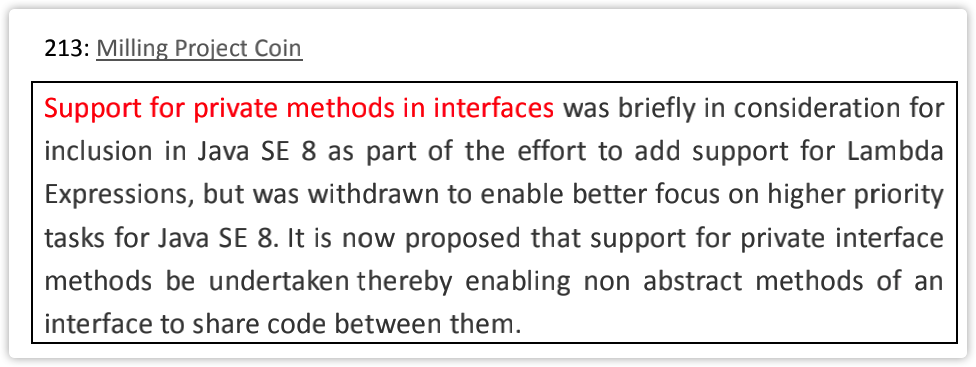 213: Milling Project Coin
Support for private methods in interfaces was briefly in consideration for
inclusion in Java SE 8 as part of the effort to add support for Lambda
Expressions, but was withdrawn to enable better focus on higher priority
tasks for Java SE 8. It is now proposed that support for private interface
methods be undertaken thereby enabling non abstract methods of an
interface to share code between them.